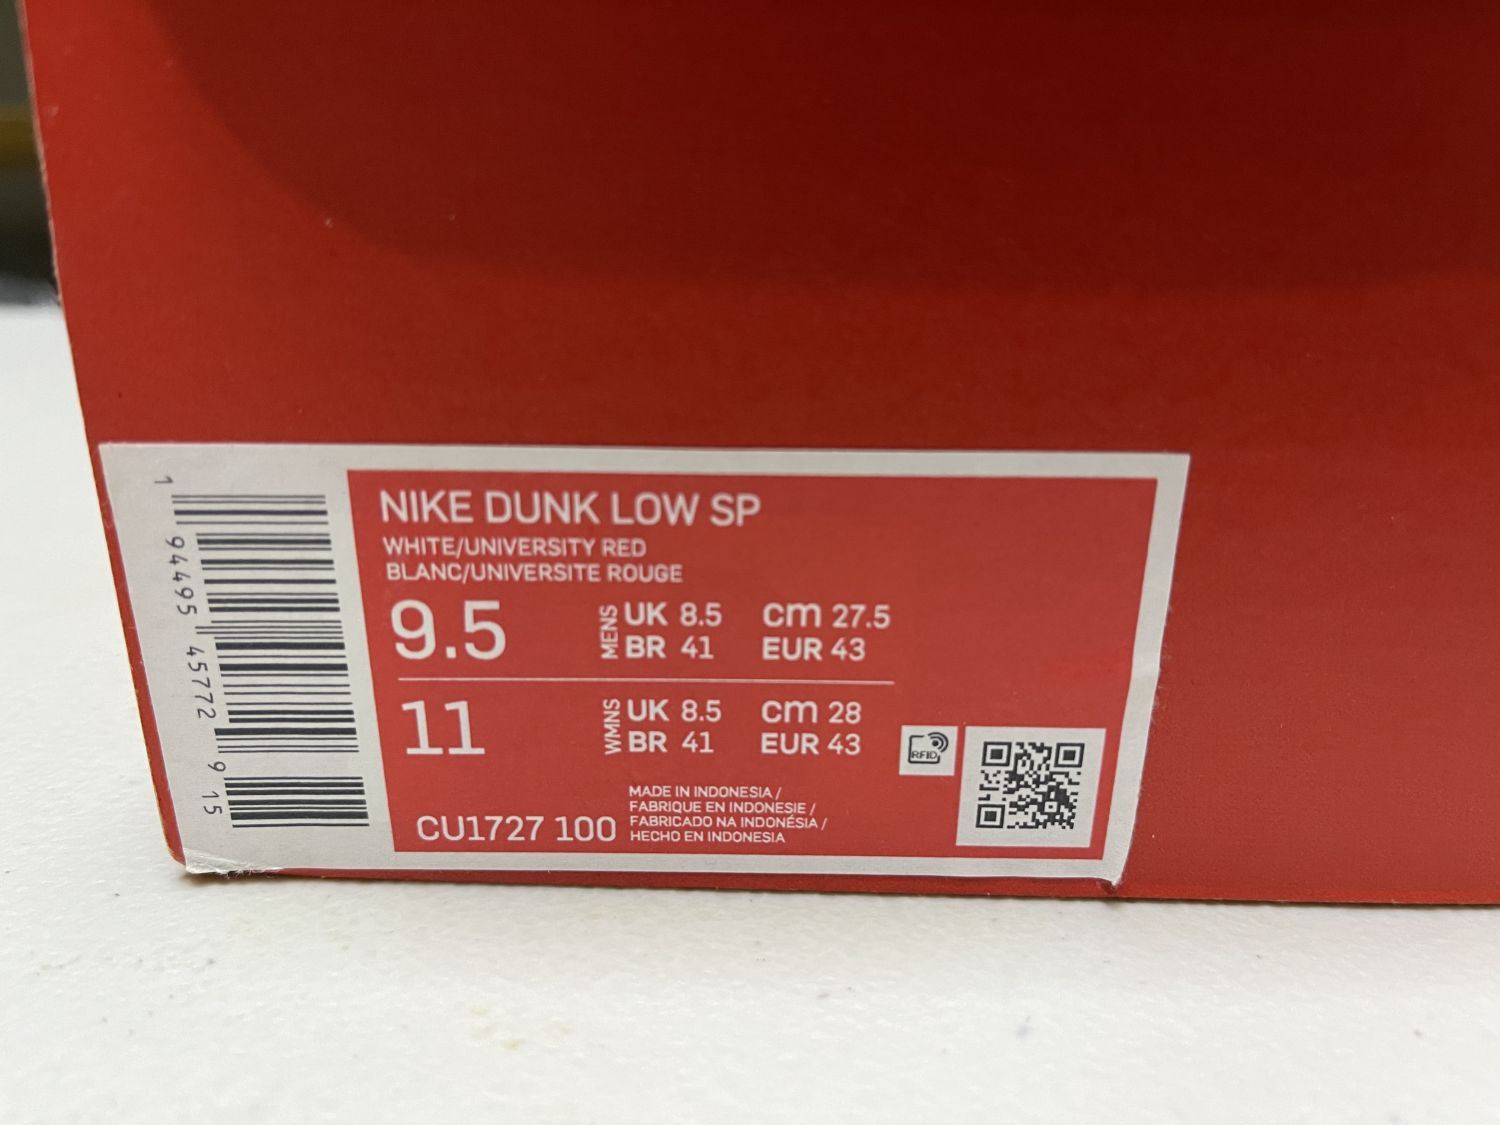 NIKE DUNK LOW SP
WHITE/UNIVERSITY RED
BLANC/UNIVERSITE ROUGE
9.5
MENS
UK 8.5 cm 27.5
BR 41 EUR 43
11
WMNS
UK 8.5 cm 28
BR 41 EUR 43
CU1727 100
MADE IN INDONESIA /
FABRIQUE EN INDONESIE /
FABRICADO NA INDONÉSIA /
HECHO EN INDONESIA
RFID
1 94495 45772 9 15